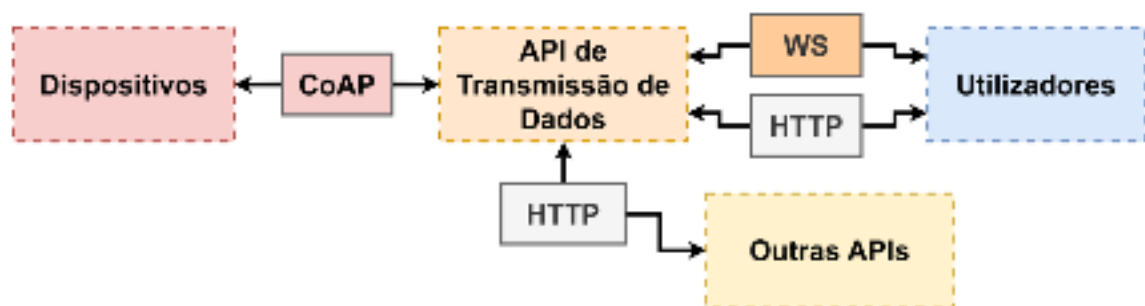 Dispositivos
CoAP
API de
Transmissão de
Dados
WS
HTTP
Utilizadores
HTTP
Outras APIs